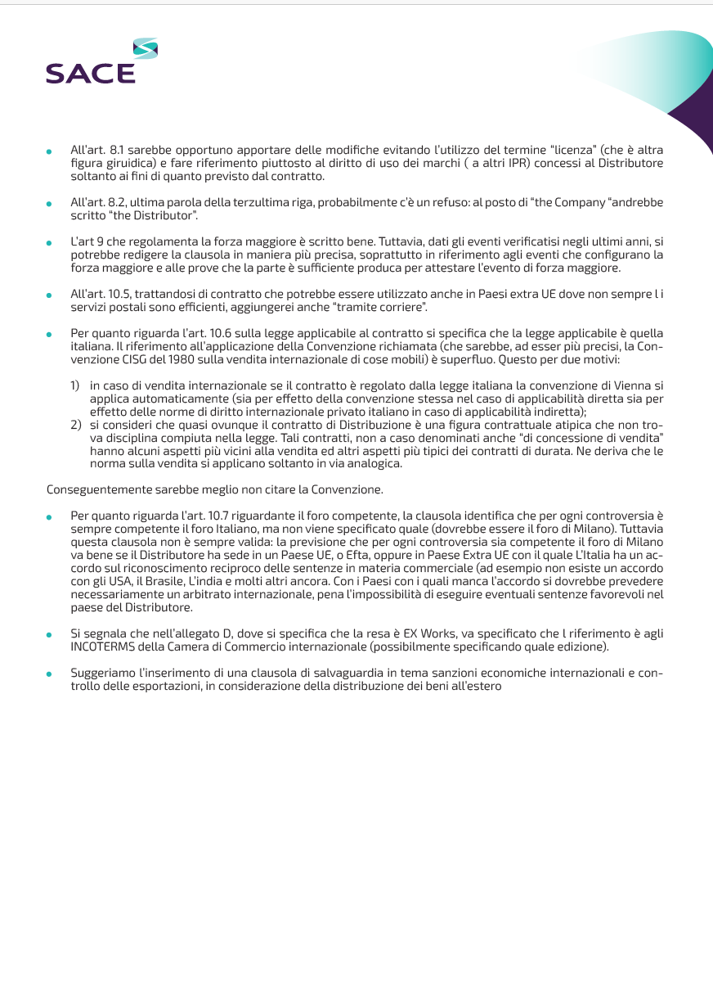 SACE
• All'art. 8.1 sarebbe opportuno apportare delle modifiche evitando l'utilizzo del termine “licenza” (che è altra
figura giruidica) e fare riferimento piuttosto al diritto di uso dei marchi ( a altri IPR) concessi al Distributore
soltanto ai fini di quanto previsto dal contratto.
• All'art. 8.2, ultima parola della terzultima riga, probabilmente c'è un refuso: al posto di “the Company “andrebbe
scritto “the Distributor”.
• L'art 9 che regolamenta la forza maggiore è scritto bene. Tuttavia, dati gli eventi verificatisi negli ultimi anni, si
potrebbe redigere la clausola in maniera più precisa, soprattutto in riferimento agli eventi che configurano la
forza maggiore e alle prove che la parte è sufficiente produca per attestare l'evento di forza maggiore.
• All'art. 10.5, trattandosi di contratto che potrebbe essere utilizzato anche in Paesi extra UE dove non sempre l i
servizi postali sono efficienti, aggiungerei anche “tramite corriere”.
• Per quanto riguarda l'art. 10.6 sulla legge applicabile al contratto si specifica che la legge applicabile è quella
italiana. Il riferimento all'applicazione della Convenzione richiamata (che sarebbe, ad esser più precisi, la Con-
venzione CISG del 1980 sulla vendita internazionale di cose mobili) è superfluo. Questo per due motivi:
1) in caso di vendita internazionale se il contratto è regolato dalla legge italiana la convenzione di Vienna si
applica automaticamente (sia per effetto della convenzione stessa nel caso di applicabilità diretta sia per
effetto delle norme di diritto internazionale privato italiano in caso di applicabilità indiretta);
2) si consideri che quasi ovunque il contratto di Distribuzione è una figura contrattuale atipica che non tro-
va disciplina compiuta nella legge. Tali contratti, non a caso denominati anche “di concessione di vendita”
hanno alcuni aspetti più vicini alla vendita ed altri aspetti più tipici dei contratti di durata. Ne deriva che le
norma sulla vendita si applicano soltanto in via analogica.
Conseguentemente sarebbe meglio non citare la Convenzione.
• Per quanto riguarda l'art. 10.7 riguardante il foro competente, la clausola identifica che per ogni controversia è
sempre competente il foro Italiano, ma non viene specificato quale (dovrebbe essere il foro di Milano). Tuttavia
questa clausola non è sempre valida: la previsione che per ogni controversia sia competente il foro di Milano
va bene se il Distributore ha sede in un Paese UE, o Efta, oppure in Paese Extra UE con il quale L'Italia ha un ac-
cordo sul riconoscimento reciproco delle sentenze in materia commerciale (ad esempio non esiste un accordo
con gli USA, il Brasile, L'india e molti altri ancora. Con i Paesi con i quali manca l'accordo si dovrebbe prevedere
necessariamente un arbitrato internazionale, pena l'impossibilità di eseguire eventuali sentenze favorevoli nel
paese del Distributore.
• Si segnala che nell'allegato D, dove si specifica che la resa è EX Works, va specificato che l riferimento è agli
INCOTERMS della Camera di Commercio internazionale (possibilmente specificando quale edizione).
• Suggeriamo l'inserimento di una clausola di salvaguardia in tema sanzioni economiche internazionali e con-
trollo delle esportazioni, in considerazione della distribuzione dei beni all'estero